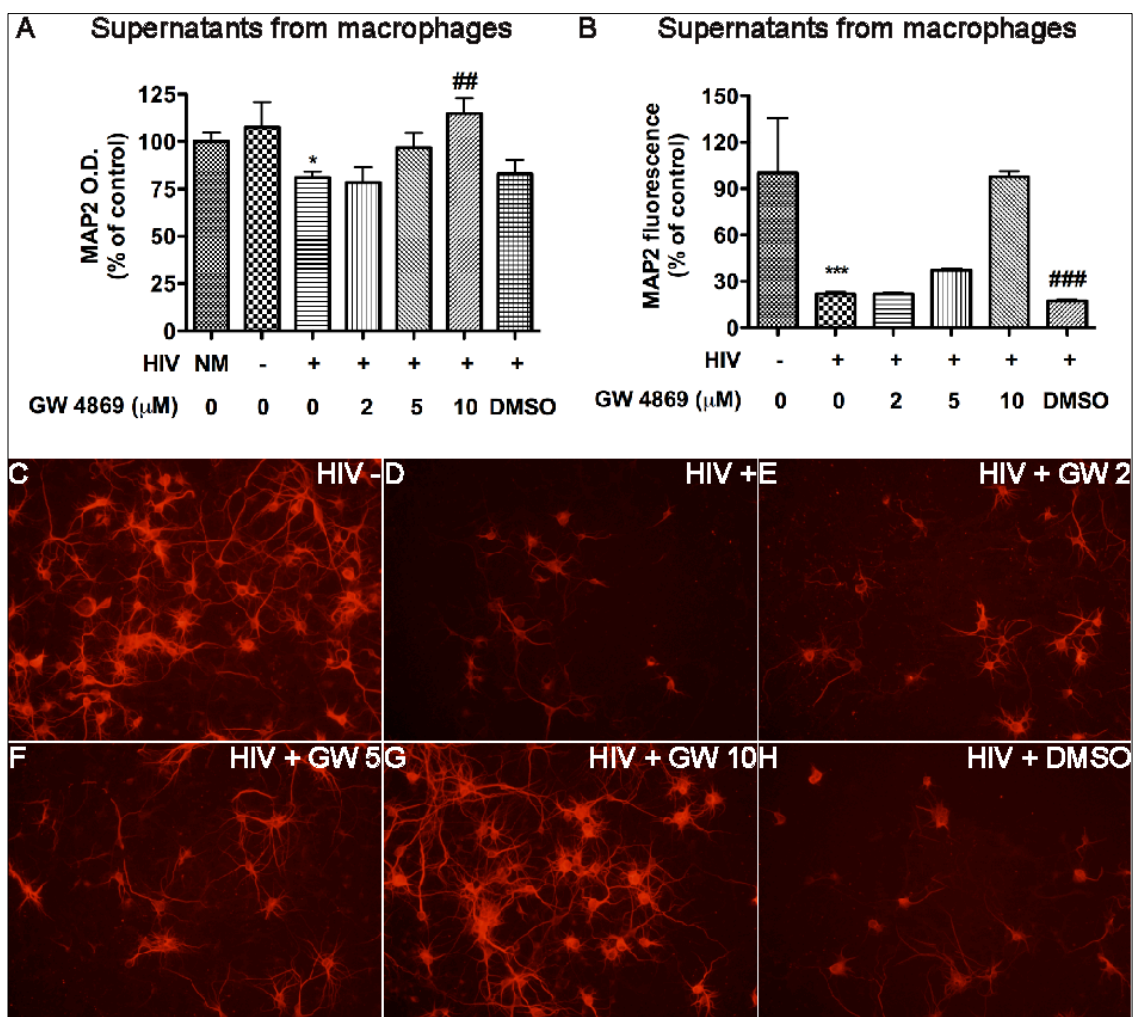 A Supernatants from macrophages
MAP2 O.D.
(% of control)
125
100
75
50
25
0
*
##
HIV NM - + + + + +
GW 4869 (μM) 0 0 0 2 5 10 DMSO
B Supernatants from macrophages
MAP2 fluorescence
(% of control)
150
120
90
60
30
0
***
###
HIV - + + + + +
GW 4869 (μM) 0 0 2 5 10 DMSO
C HIV -
D HIV +
E HIV + GW 2
F HIV + GW 5
G HIV + GW 10
H HIV + DMSO